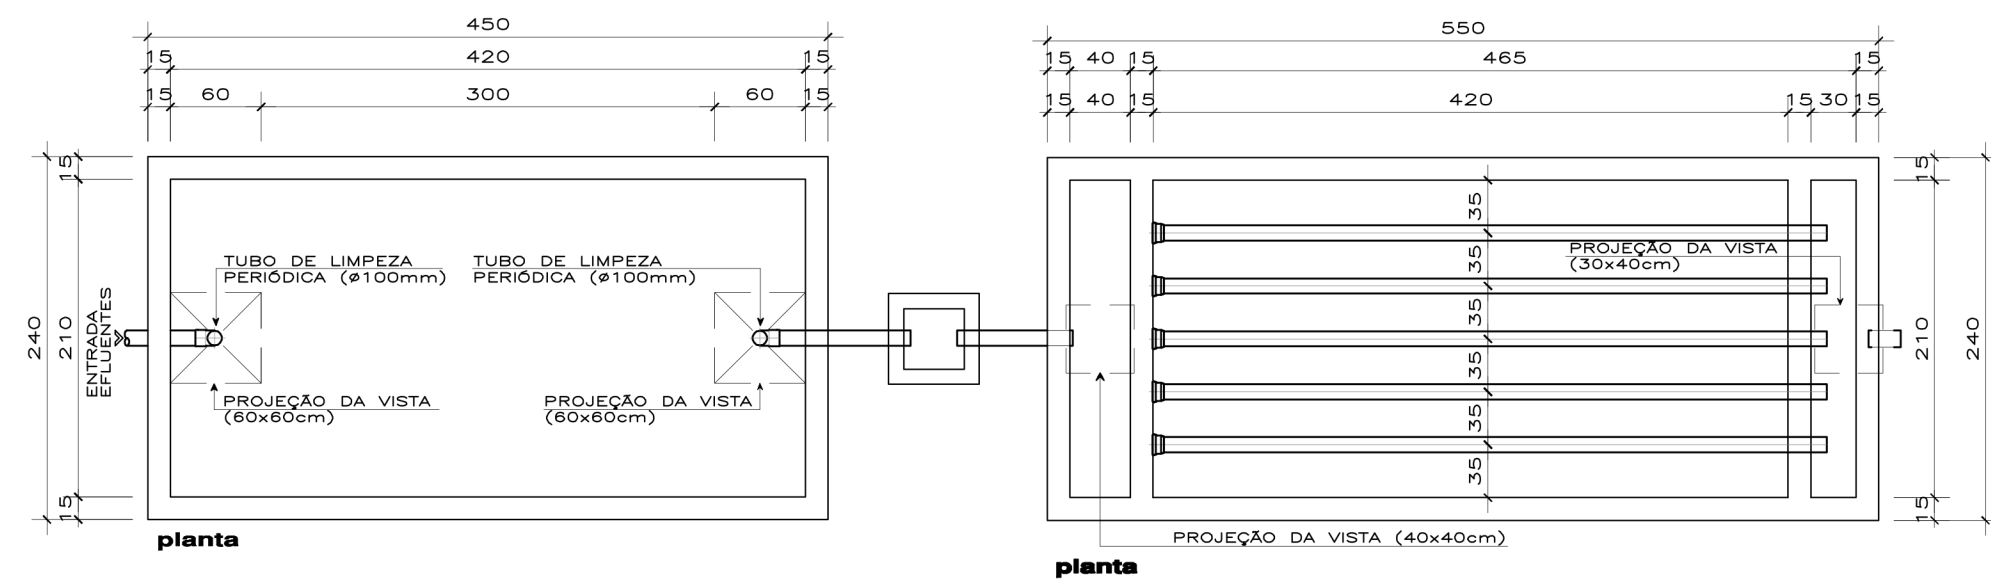 450
15 420 15
15 60 300 60 15
15
210
15
240
ENTRADA
EFLUENTES
TUBO DE LIMPEZA
PERIÓDICA (ø100mm)
TUBO DE LIMPEZA
PERIÓDICA (ø100mm)
PROJEÇÃO DA VISTA
(60x60cm)
PROJEÇÃO DA VISTA
(60x60cm)
planta
550
15 40 15 465 15
15 40 15 420 15 30 15
35
35
35
35
35
35
PROJEÇÃO DA VISTA
(30x40cm)
15
210
15
240
PROJEÇÃO DA VISTA (40x40cm)
planta